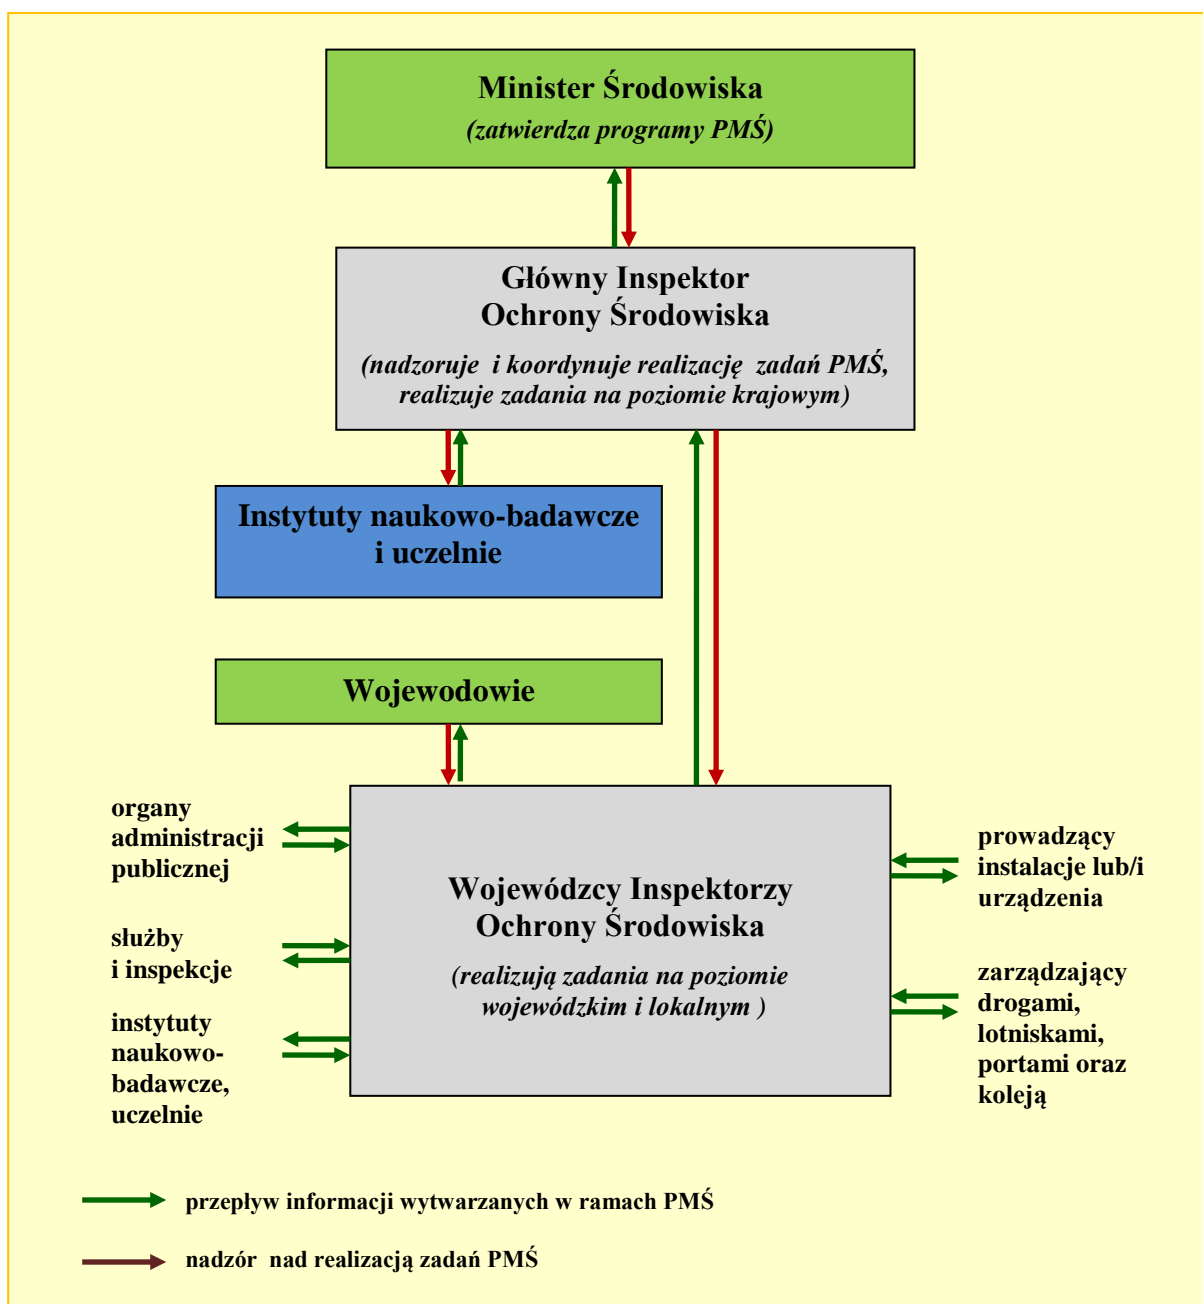 Minister Środowiska
(zatwierdza programy PMŚ)
Główny Inspektor
Ochrony Środowiska
(nadzoruje i koordynuje realizację zadań PMŚ,
realizuje zadania na poziomie krajowym)
Instytuty naukowo-badawcze
i uczelnie
Wojewodowie
organy
administracji
publicznej
służby
i inspekcje
instytuty
naukowo-
badawcze,
uczelnie
Wojewódzcy Inspektorzy
Ochrony Środowiska
(realizują zadania na poziomie
wojewódzkim i lokalnym )
prowadzący
instalacje lub/i
urządzenia
zarządzający
drogami,
lotniskami,
portami oraz
koleją
przepływ informacji wytwarzanych w ramach PMŚ
nadzór nad realizacją zadań PMŚ